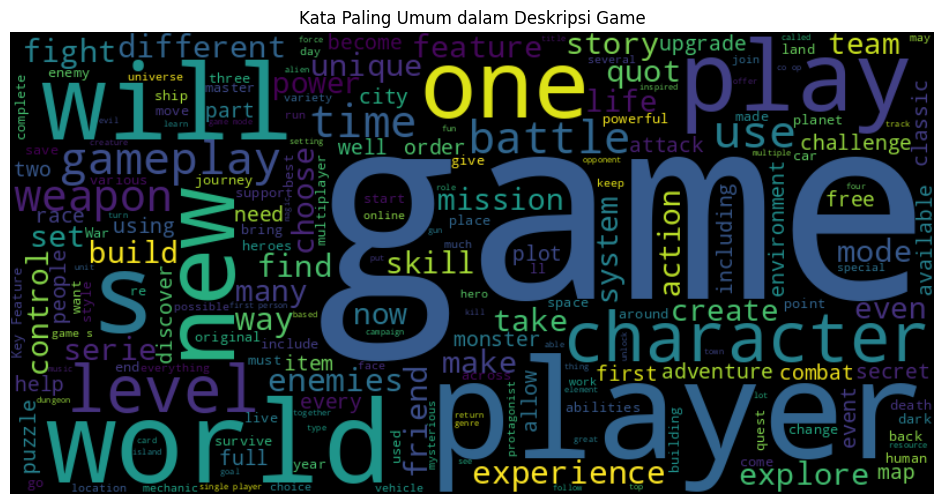 Kata Paling Umum dalam Deskripsi Game
fight different become feature story upgrade team may
force day title called
enemy unique quot land join
will universe three power one play
complete ship master part city life powerful several co op offer inspired
move variety time battle use planet classic
evil learn game mode run fun attack made challenge track
creature setting well order opponent multiple car
save gameplay give
two various journey support best choose game keep four free
weapon need multiplayer start role mission
race using bring online place system action including environment mode available
set War heroes gun
people build new turn magic much skill plot ll special
control unit find hero
Key Feature want style re s discover many put space create point even
game s possible first person way now take around
serie original based campaign monster kill able character unlock
must include item make hero town
help end everything face across thing first adventure combat secret
music level enemies friend allow work
dungeon every element abilities event death dark
puzzle together live protagonist lot
card survive type used mysterious return quest change back
island world full player great building human
go goal year see come resource
location mechanic choice experience explore map
single player vehicle follow top